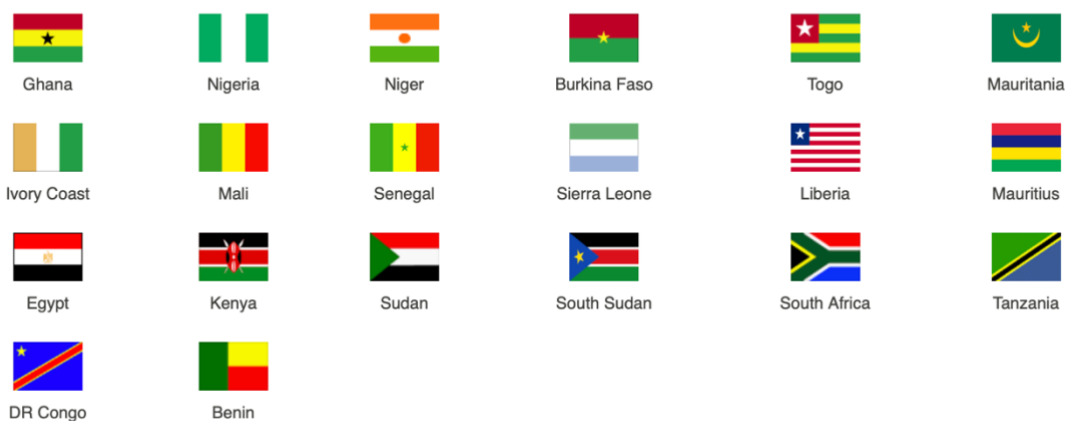 Ghana Nigeria Niger Burkina Faso Togo Mauritania
Ivory Coast Mali Senegal Sierra Leone Liberia Mauritius
Egypt Kenya Sudan South Sudan South Africa Tanzania
DR Congo Benin